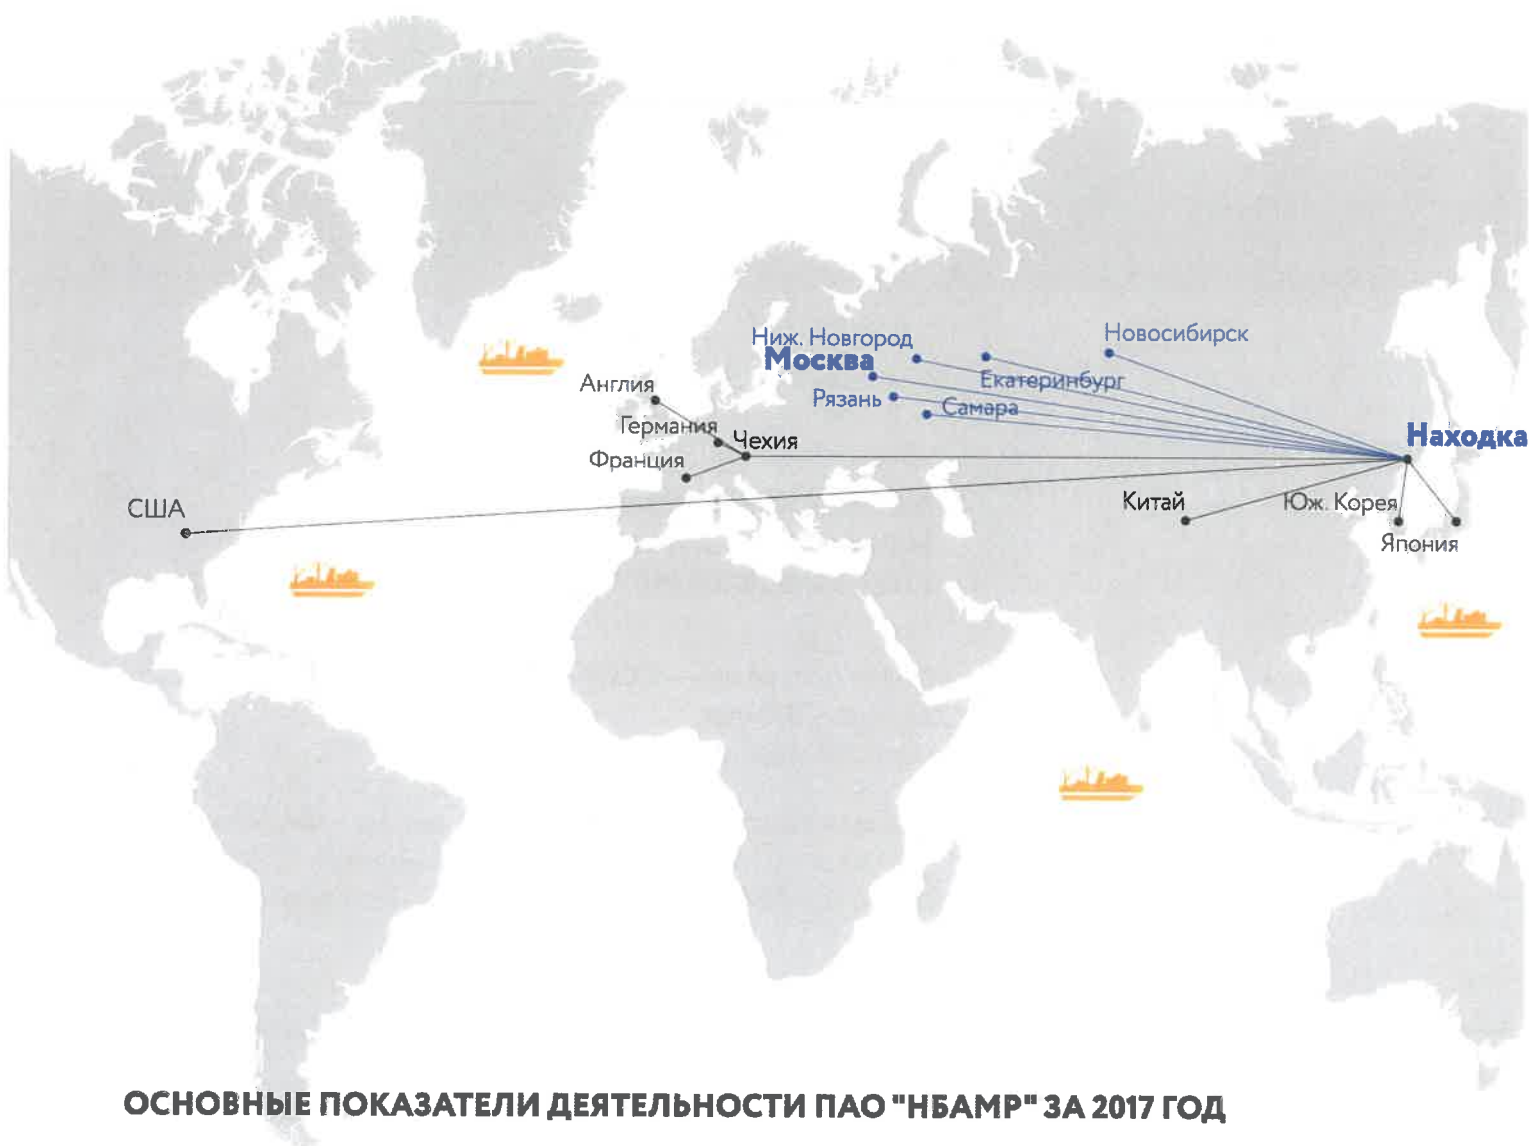 Новосибирск
Ниж. Новгород
Москва
Екатеринбург
Англия
Рязань
Самара
Германия
Чехия
Находка
Франция
США
Китай
Юж. Корея
Япония
ОСНОВНЫЕ ПОКАЗАТЕЛИ ДЕЯТЕЛЬНОСТИ ПАО "НБАМР" ЗА 2017 ГОД